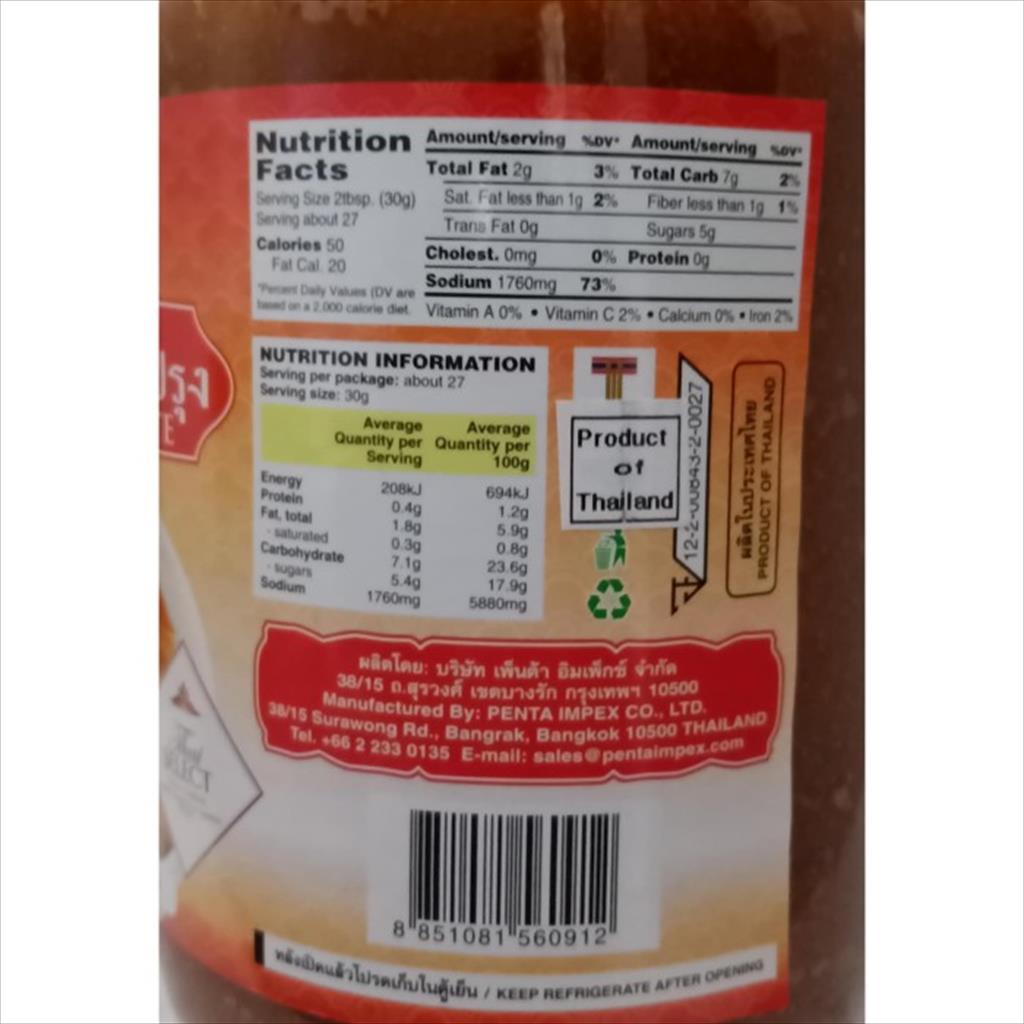 Nutrition Facts
Serving Size 2tbsp. (30g)
Serving about 27
Calories 50
Fat Cal. 20
*Percent Daily Values (DV are
based on a 2,000 calorie diet.
Amount/serving %DV* Amount/serving %DV*
Total Fat 2g 3% Total Carb 7g 2%
Sat. Fat less than 1g 2% Fiber less than 1g 1%
Trans Fat 0g Sugars 5g
Cholest. 0mg 0% Protein 0g
Sodium 1760mg 73%
Vitamin A 0% • Vitamin C 2% • Calcium 0% • Iron 2%
NUTRITION INFORMATION
Serving per package: about 27
Serving size: 30g
Average Quantity per Serving
Average Quantity per 100g
Energy 208kJ 694kJ
Protein 0.4g 1.2g
Fat, total 1.8g 5.9g
- saturated 0.3g 0.8g
Carbohydrate 7.1g 23.6g
- sugars 5.4g 17.9g
Sodium 1760mg 5880mg
Product
of
Thailand
12-2-00843-2-0027
ผลิตในประเทศไทย
PRODUCT OF THAILAND
ผลิตโดย: บริษัท เพ็นต้า อิมเพ็กซ์ จำกัด
38/15 ถ.สุรวงศ์ เขตบางรัก กรุงเทพฯ 10500
Manufactured By: PENTA IMPEX CO., LTD.
38/15 Surawong Rd., Bangrak, Bangkok 10500 THAILAND
Tel. +66 2 233 0135 E-mail: sales@pentaimpex.com
8 851081 560912
หลังเปิดแล้วโปรดเก็บในตู้เย็น / KEEP REFRIGERATE AFTER OPENING